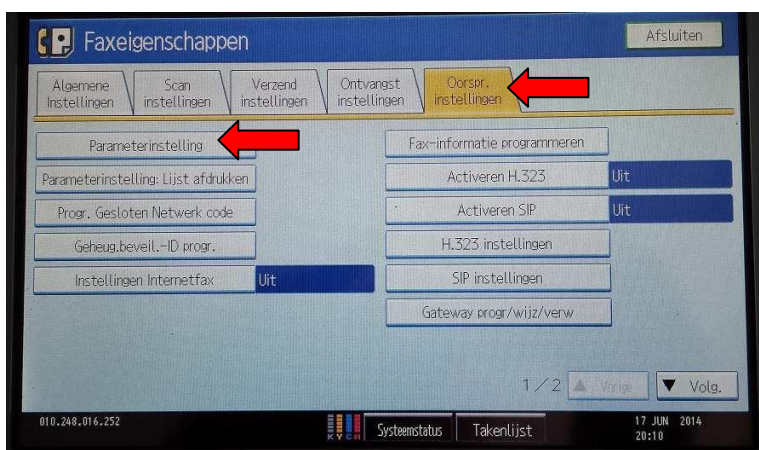 Faxeigenschappen
Afsluiten
Algemene
Instellingen
Scan
instellingen
Verzend
instellingen
Ontvangst
instellingen
Oorspr.
instellingen
Parameterinstelling
Fax-informatie programmeren
Parameterinstelling: Lijst afdrukken
Activeren H.323
Uit
Progr. Gesloten Netwerk code
Activeren SIP
Uit
Geheug.beveil.-ID progr.
H.323 instellingen
Instellingen Internetfax
Uit
SIP instellingen
Gateway progr/wijz/verw
1/2
▲ Vorige
▼ Volg.
010.248.016.252
K Y C M
Systeemstatus
Takenlijst
17 JUN 2014
20:10